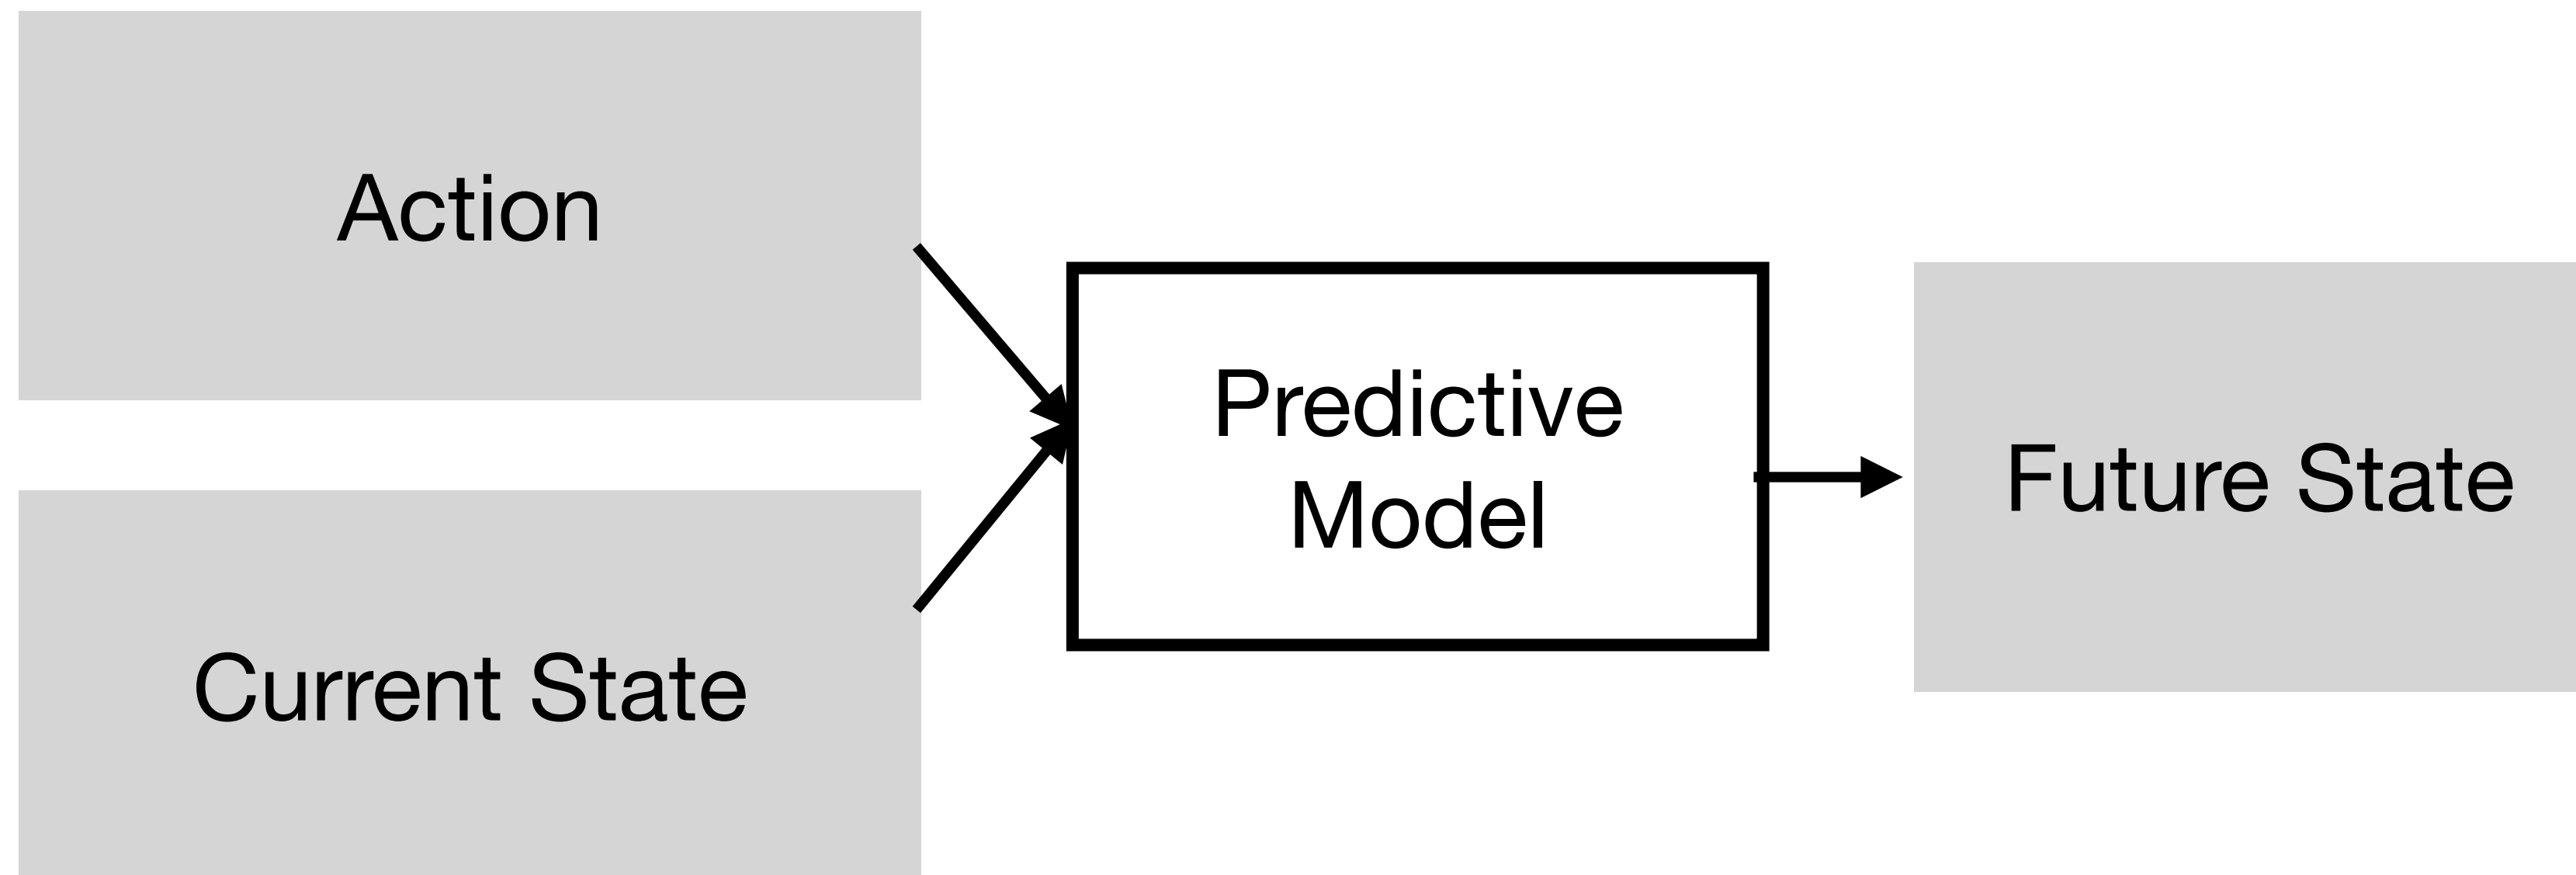 Action
Current State
Predictive
Model
Future State